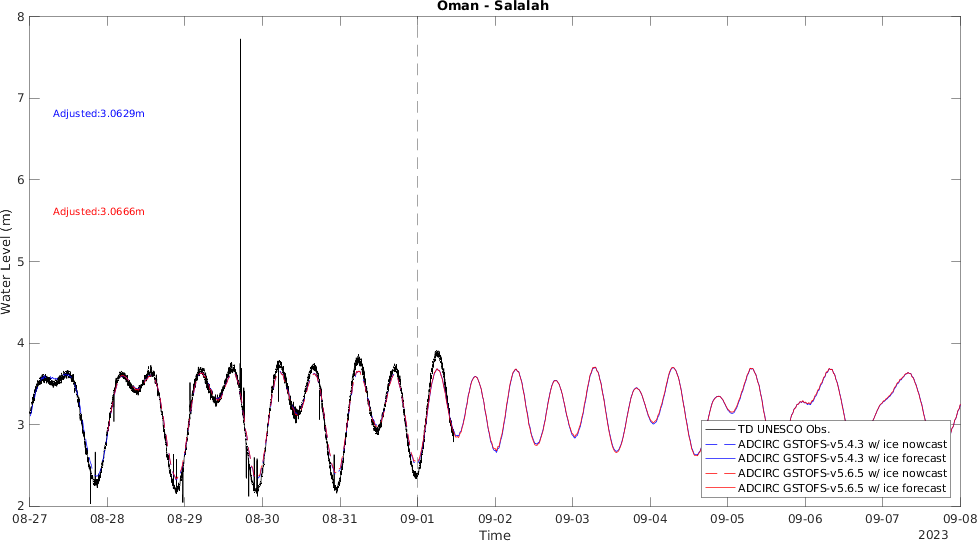 Oman - Salalah
8
7
6
5
4
3
2
Water Level (m)
Adjusted:3.0629m
Adjusted:3.0666m
TD UNESCO Obs.
ADCIRC GSTOFS-v5.4.3 w/ ice nowcast
ADCIRC GSTOFS-v5.4.3 w/ ice forecast
ADCIRC GSTOFS-v5.6.5 w/ ice nowcast
ADCIRC GSTOFS-v5.6.5 w/ ice forecast
08-27 08-28 08-29 08-30 08-31 09-01 09-02 09-03 09-04 09-05 09-06 09-07 09-08
Time
2023